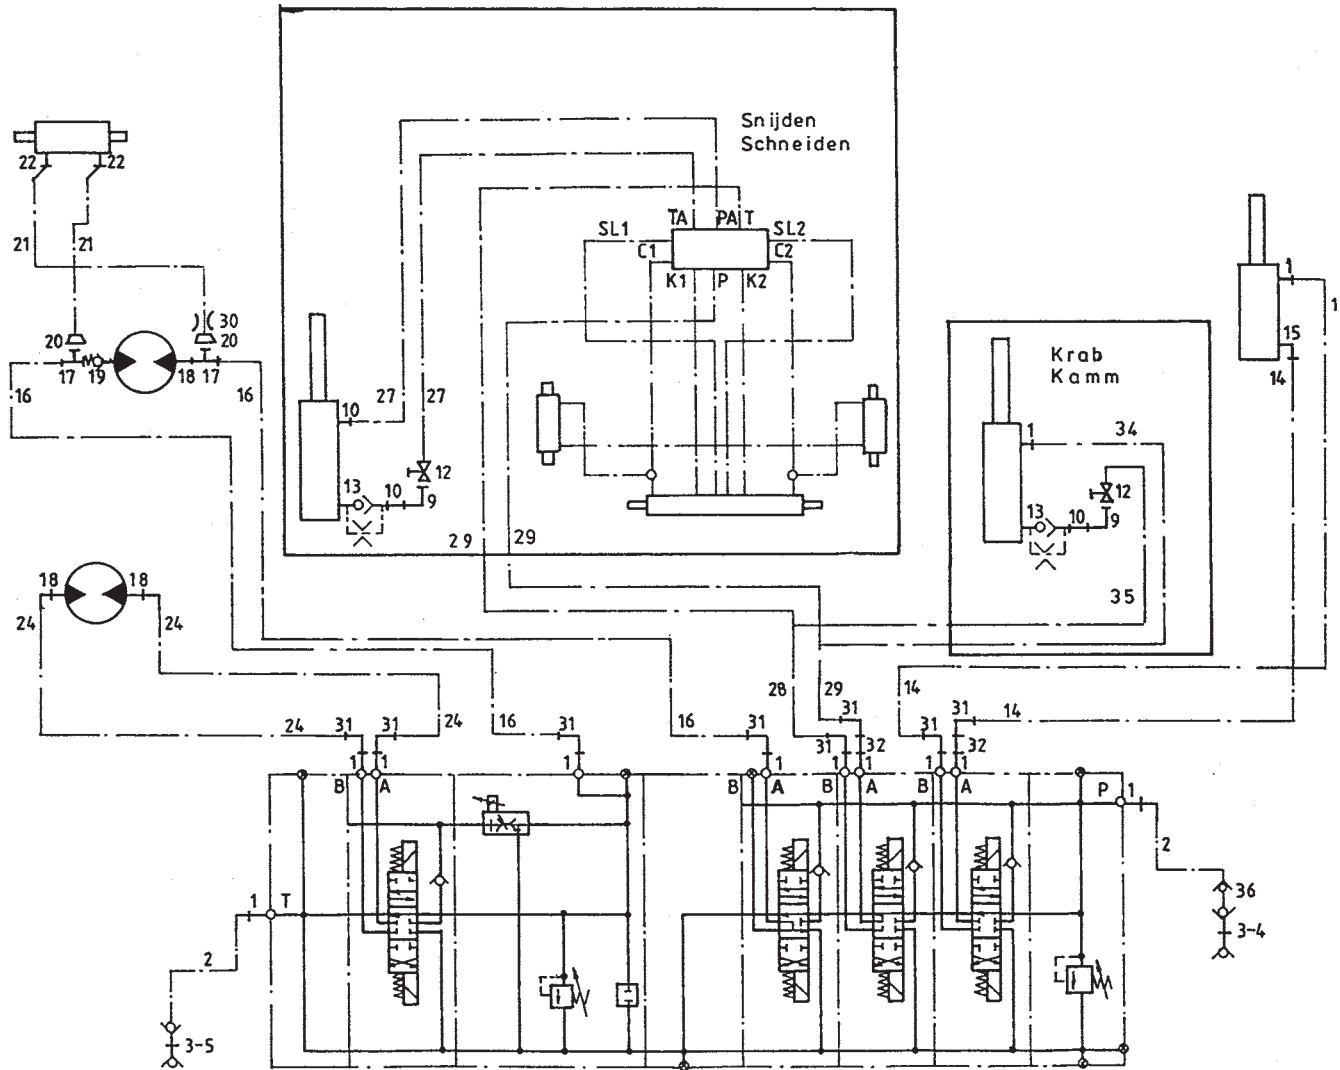 Snijden
Schneiden
22 22
TA PA T
21 21
SL1 SL2
C1 C2
K1 P K2
1
30
20 20
17 19 18 17
16 16
27 27
10
13 10 12
9
29 29
Krab
Kamm
1 34
12
13 10 9
35
1
15
14
18 18
24 24
28 29 14
31 31 14
24 31 31 24 16 31 16 31 31 32 31 32
1 1 1 1 1 1 1 1
B A B A B A B A P 1
2
1 T
36
3-4
2
3-5